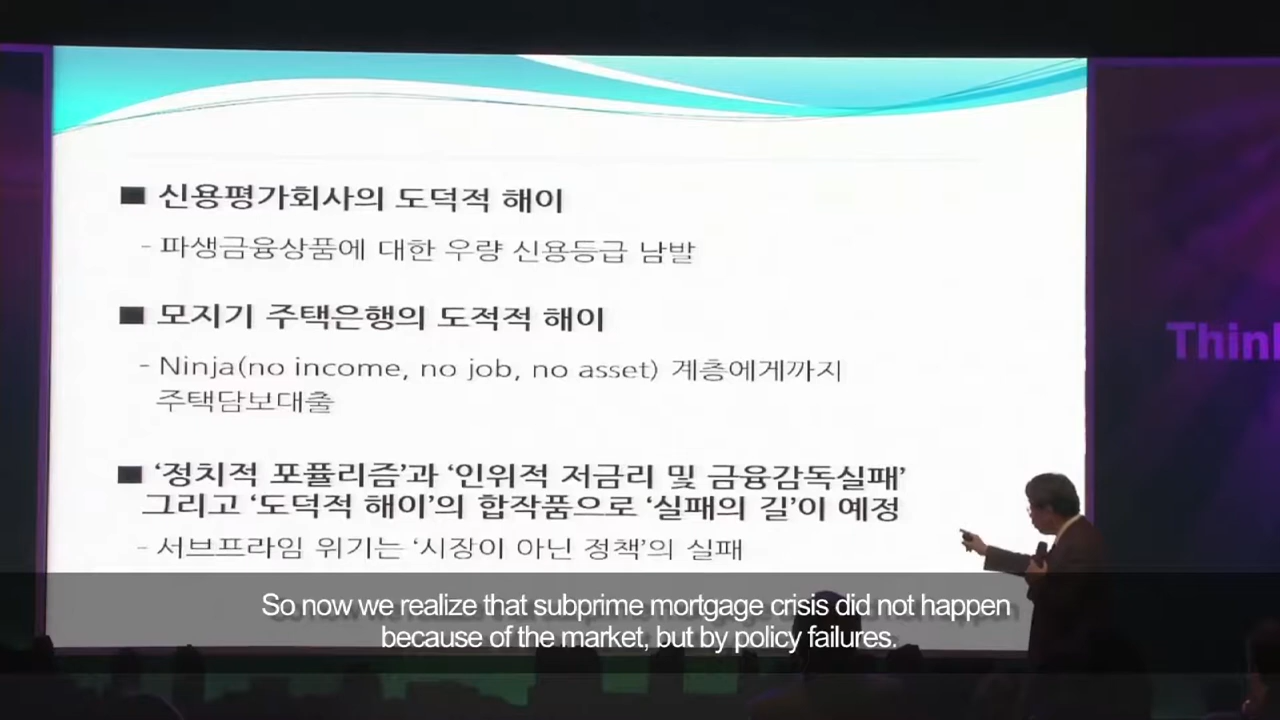 ■ 신용평가회사의 도덕적 해이
- 파생금융상품에 대한 우량 신용등급 남발
■ 모지기 주택은행의 도적적 해이
- Ninja(no income, no job, no asset) 계층에게까지
주택담보대출
■ ‘정치적 포퓰리즘’과 ‘인위적 저금리 및 금융감독실패’
그리고 ‘도덕적 해이’의 합작품으로 ‘실패의 길’이 예정
- 서브프라임 위기는 ‘시장이 아닌 정책’의 실패
Think
So now we realize that subprime mortgage crisis did not happen
because of the market, but by policy failures.